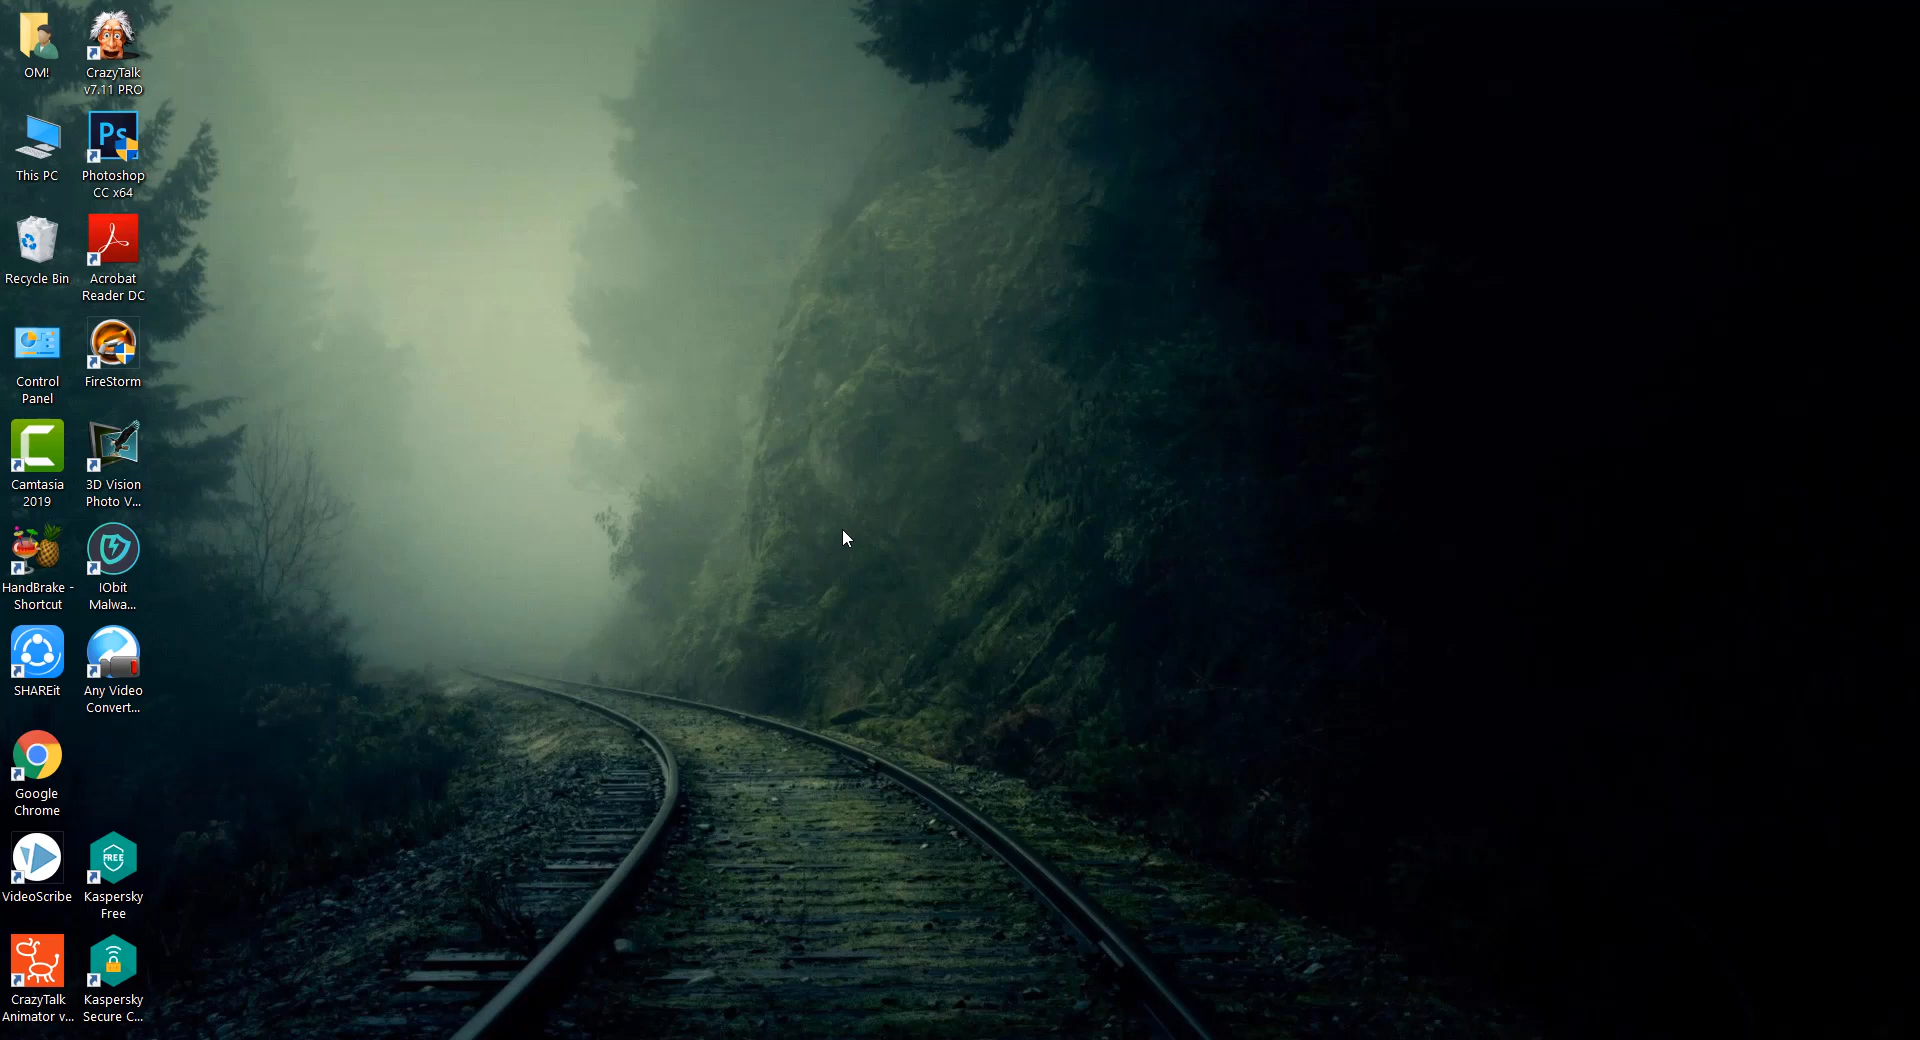 OM!
This PC
Recycle Bin
Control
Panel
Camtasia
2019
HandBrake -
Shortcut
SHAREit
Google
Chrome
VideoScribe
CrazyTalk
Animator v...
CrazyTalk
v7.11 PRO
Ps
Photoshop
CC x64
Acrobat
Reader DC
FireStorm
3D Vision
Photo V...
IObit
Malwa...
Any Video
Convert...
FREE
Kaspersky
Free
Kaspersky
Secure C...